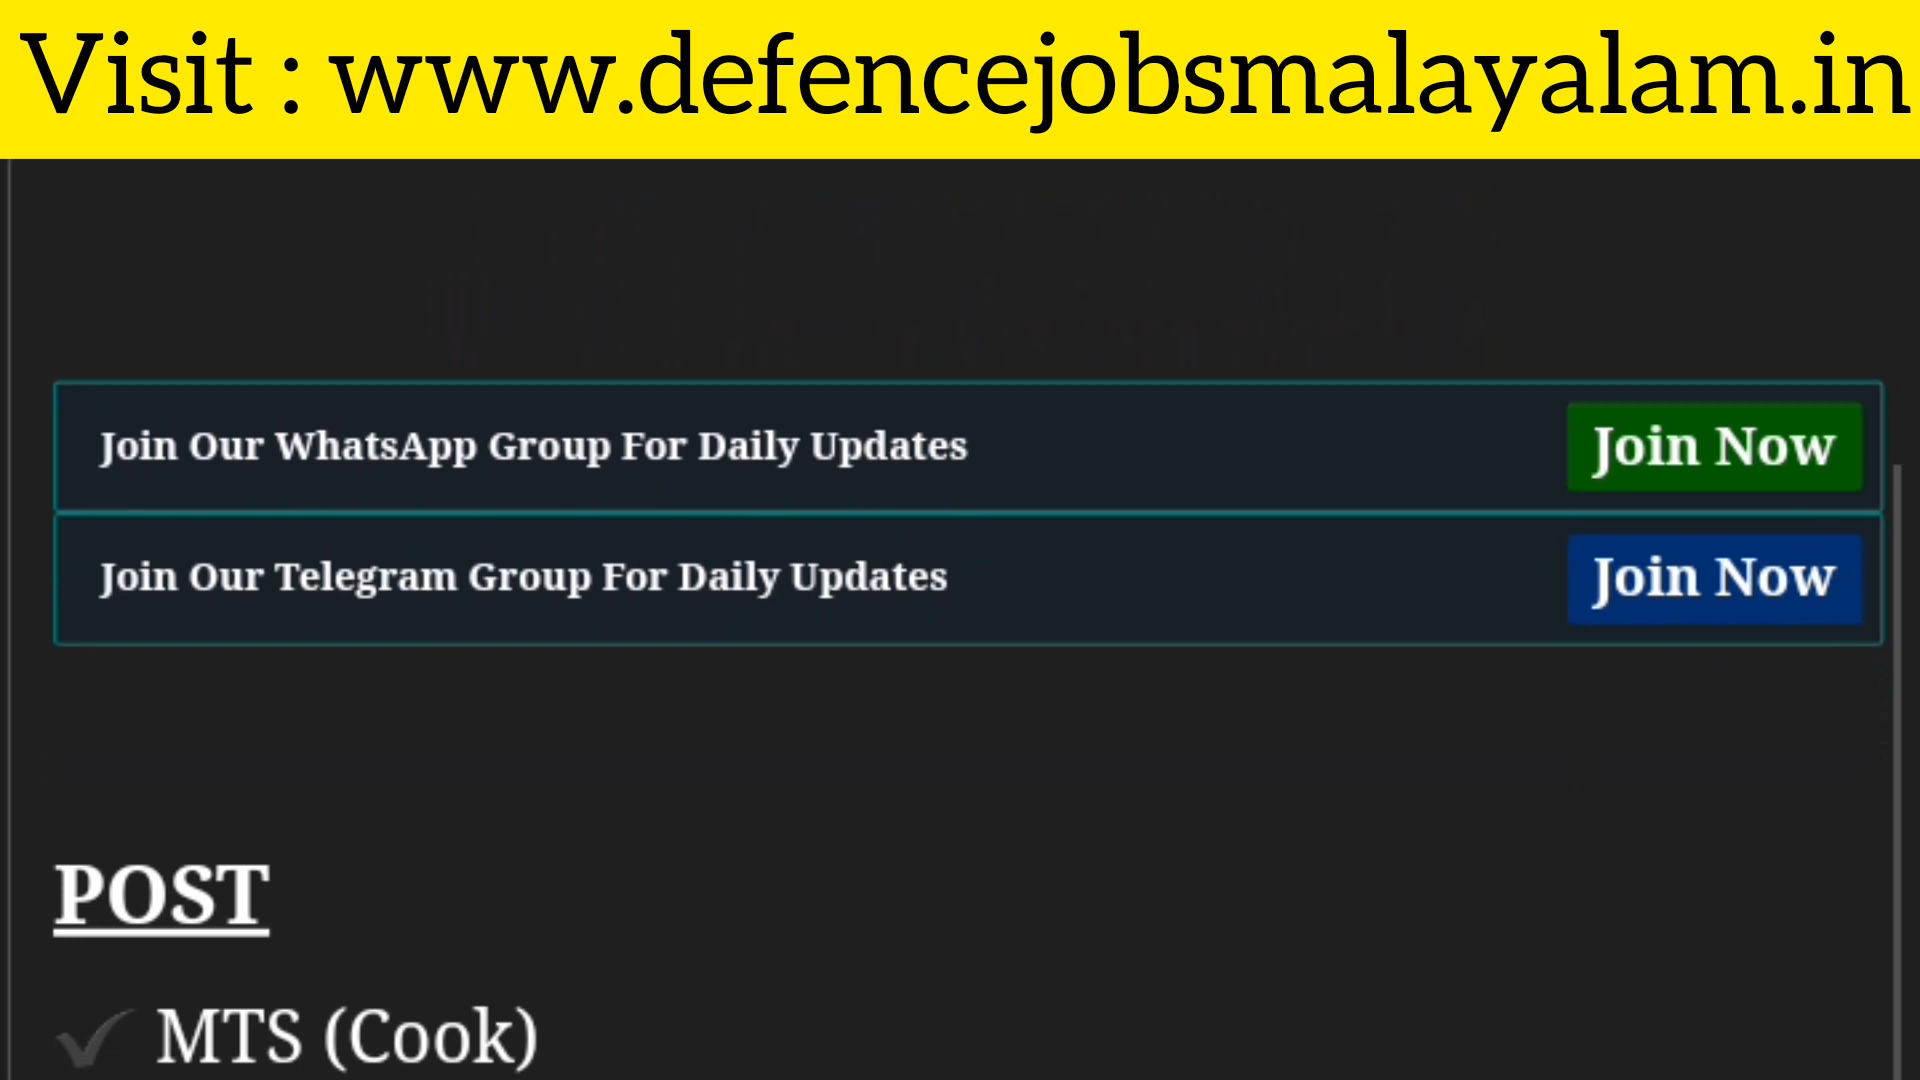 Visit : www.defencejobsmalayalam.in
Join Our WhatsApp Group For Daily Updates
Join Now
Join Our Telegram Group For Daily Updates
Join Now
POST
MTS (Cook)